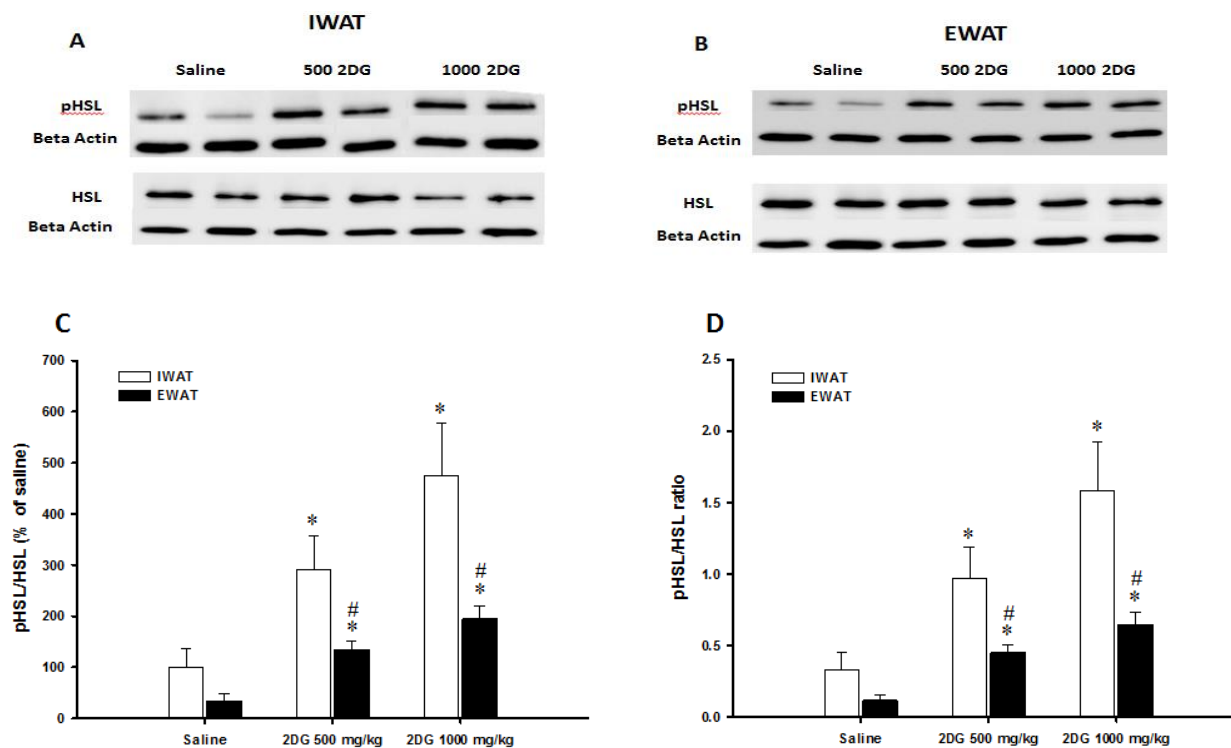 A
IWAT
Saline 500 2DG 1000 2DG
pHSL
Beta Actin
HSL
Beta Actin
B
EWAT
Saline 500 2DG 1000 2DG
pHSL
Beta Actin
HSL
Beta Actin
C
pHSL/HSL (% of saline)
700
600
500
400
300
200
100
0
IWAT
EWAT
*
#
*
*
#
*
Saline 2DG 500 mg/kg 2DG 1000 mg/kg
D
pHSL/HSL ratio
2.5
2.0
1.5
1.0
0.5
0.0
IWAT
EWAT
*
#
*
*
#
*
Saline 2DG 500 mg/kg 2DG 1000 mg/kg